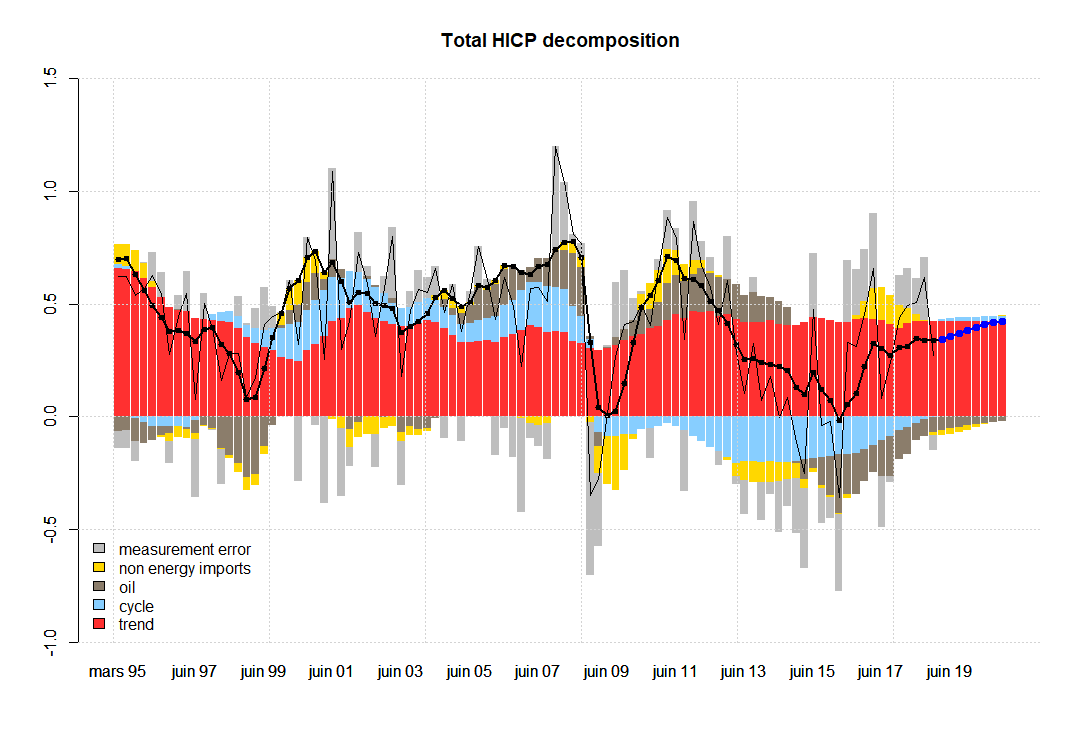 Total HICP decomposition
1.5
1.0
0.5
0.0
-0.5
-1.0
measurement error
non energy imports
oil
cycle
trend
mars 95 juin 97 juin 99 juin 01 juin 03 juin 05 juin 07 juin 09 juin 11 juin 13 juin 15 juin 17 juin 19